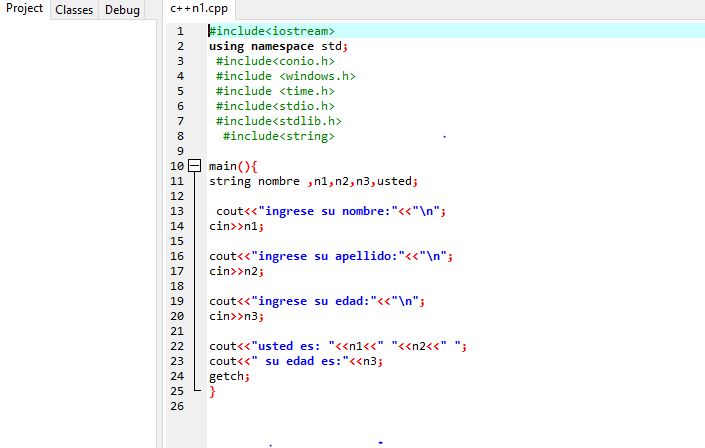 Project Classes Debug c++n1.cpp
1 #include<iostream>
2 using namespace std;
3 #include<conio.h>
4 #include <windows.h>
5 #include <time.h>
6 #include<stdio.h>
7 #include<stdlib.h>
8 #include<string>
9
10 main(){
11 string nombre ,n1,n2,n3,usted;
12
13 cout<<"ingrese su nombre:"<<"\n";
14 cin>>n1;
15
16 cout<<"ingrese su apellido:"<<"\n";
17 cin>>n2;
18
19 cout<<"ingrese su edad:"<<"\n";
20 cin>>n3;
21
22 cout<<"usted es: "<<n1<<" "<<n2<<" ";
23 cout<<" su edad es:"<<n3;
24 getch;
25 }
26